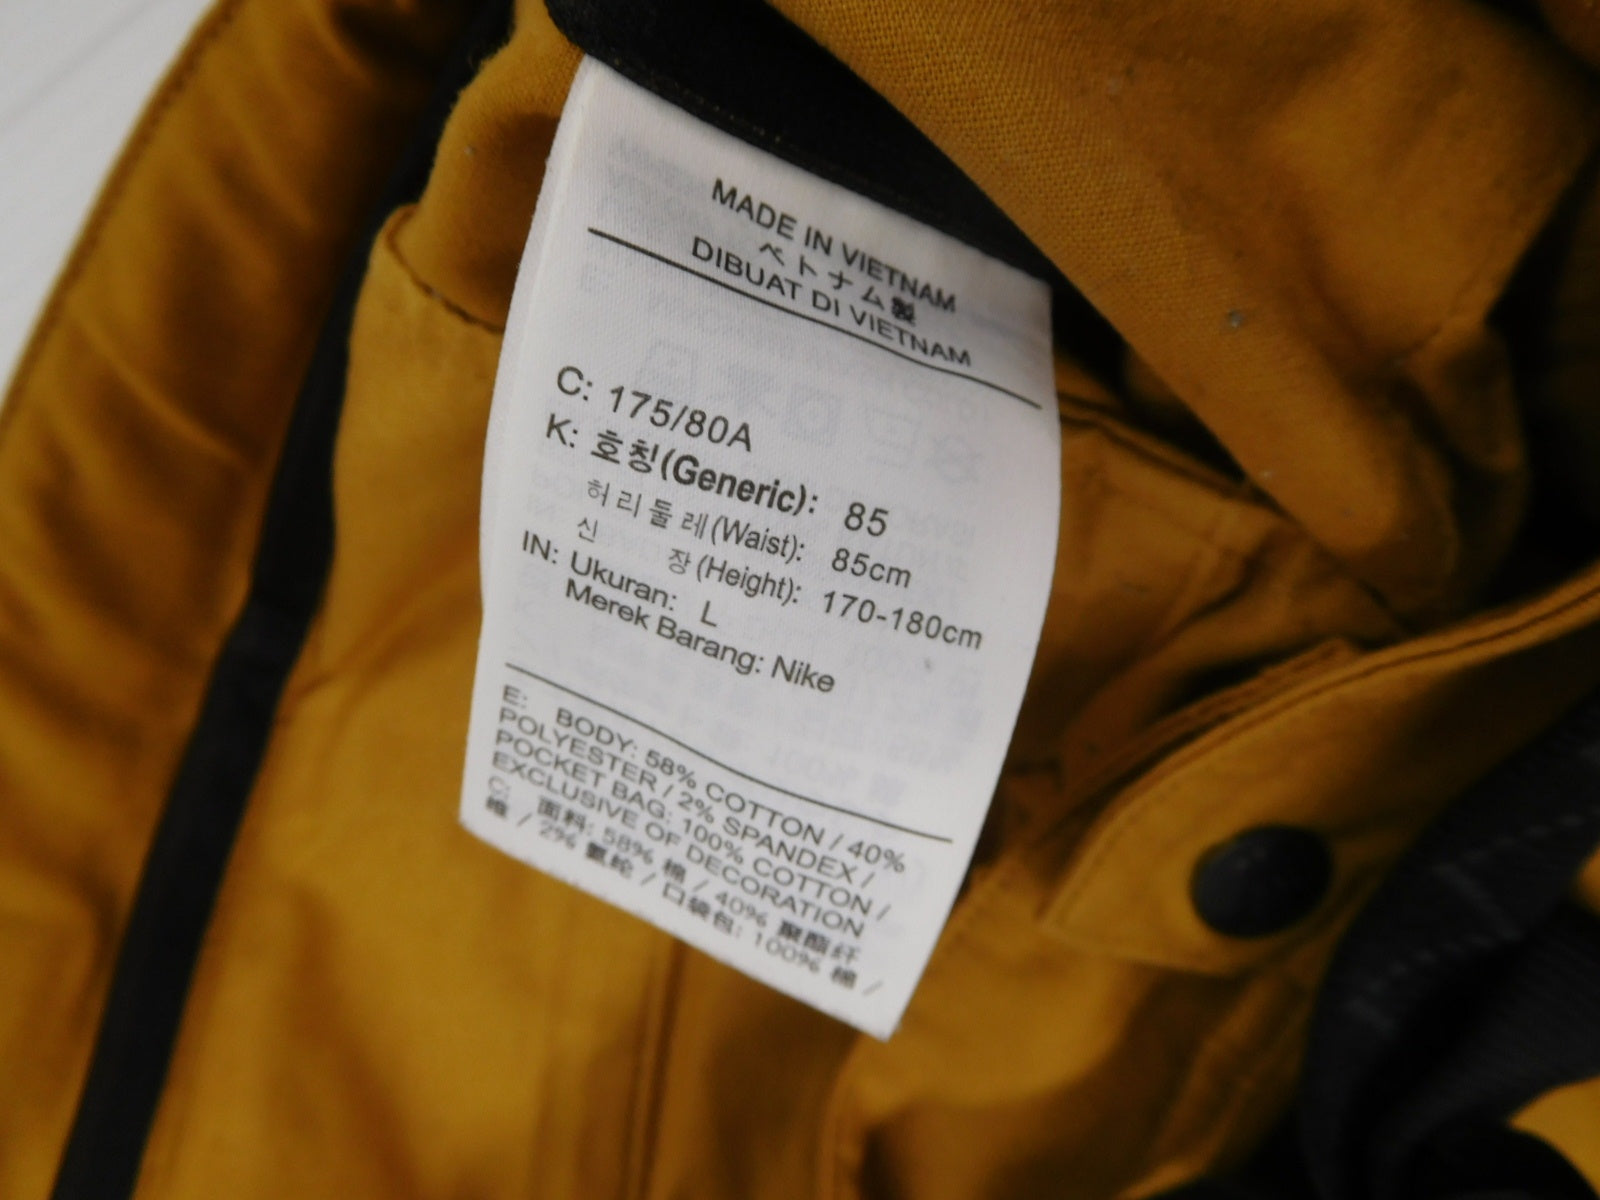 MADE IN VIETNAM
ベトナム製
DIBUAT DI VIETNAM
C: 175/80A
K: 호칭(Generic): 85
허리둘레(Waist): 85cm
신 장(Height): 170-180cm
IN: Ukuran: L
Merek Barang: Nike
E: BODY: 58% COTTON / 40%
POLYESTER / 2% SPANDEX /
POCKET BAG: 100% COTTON /
EXCLUSIVE OF DECORATION
C: 面料: 58% 棉 / 40% 聚酯纤
维 / 2% 氨纶 / 口袋包: 100% 棉 /